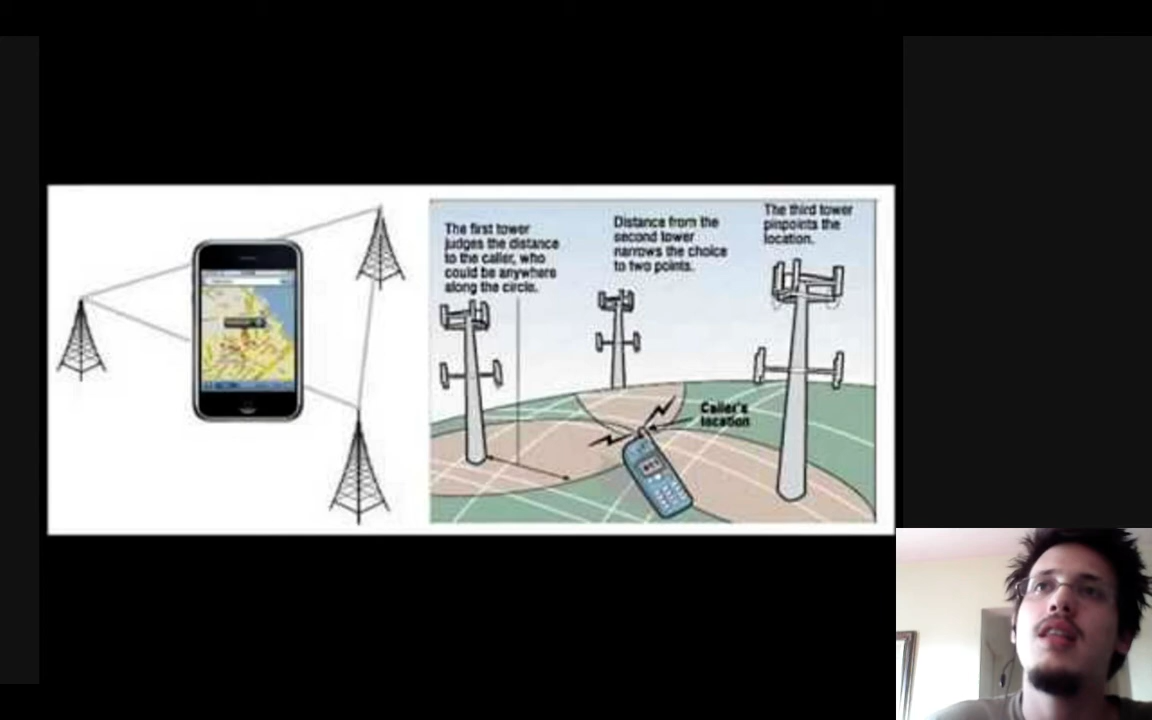 The first tower
judges the distance
to the caller, who
could be anywhere
along the circle.
Distance from the
second tower
narrows the choice
to two points.
The third tower
pinpoints the
location.
Caller's
location